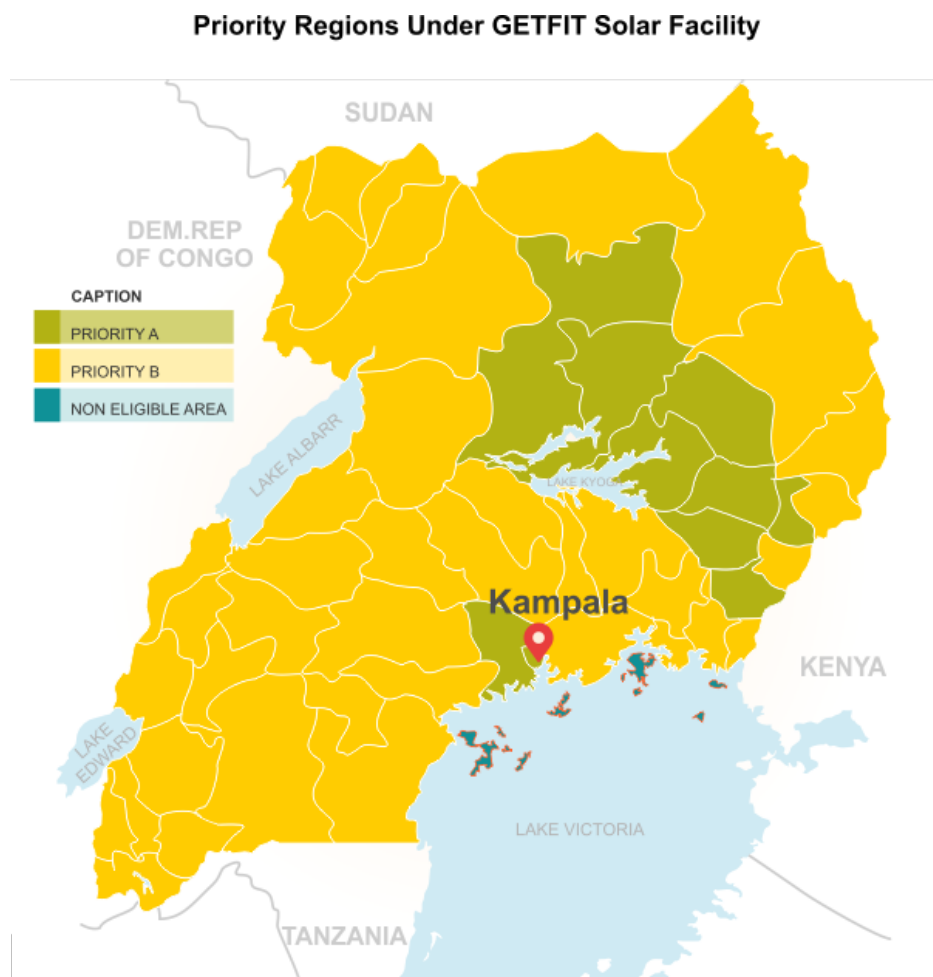 Priority Regions Under GETFIT Solar Facility
SUDAN
DEM.REP
OF CONGO
CAPTION
PRIORITY A
PRIORITY B
NON ELIGIBLE AREA
LAKE ALBARR
LAKE KYOGA
Kampala
KENYA
LAKE
EDWARD
LAKE VICTORIA
TANZANIA